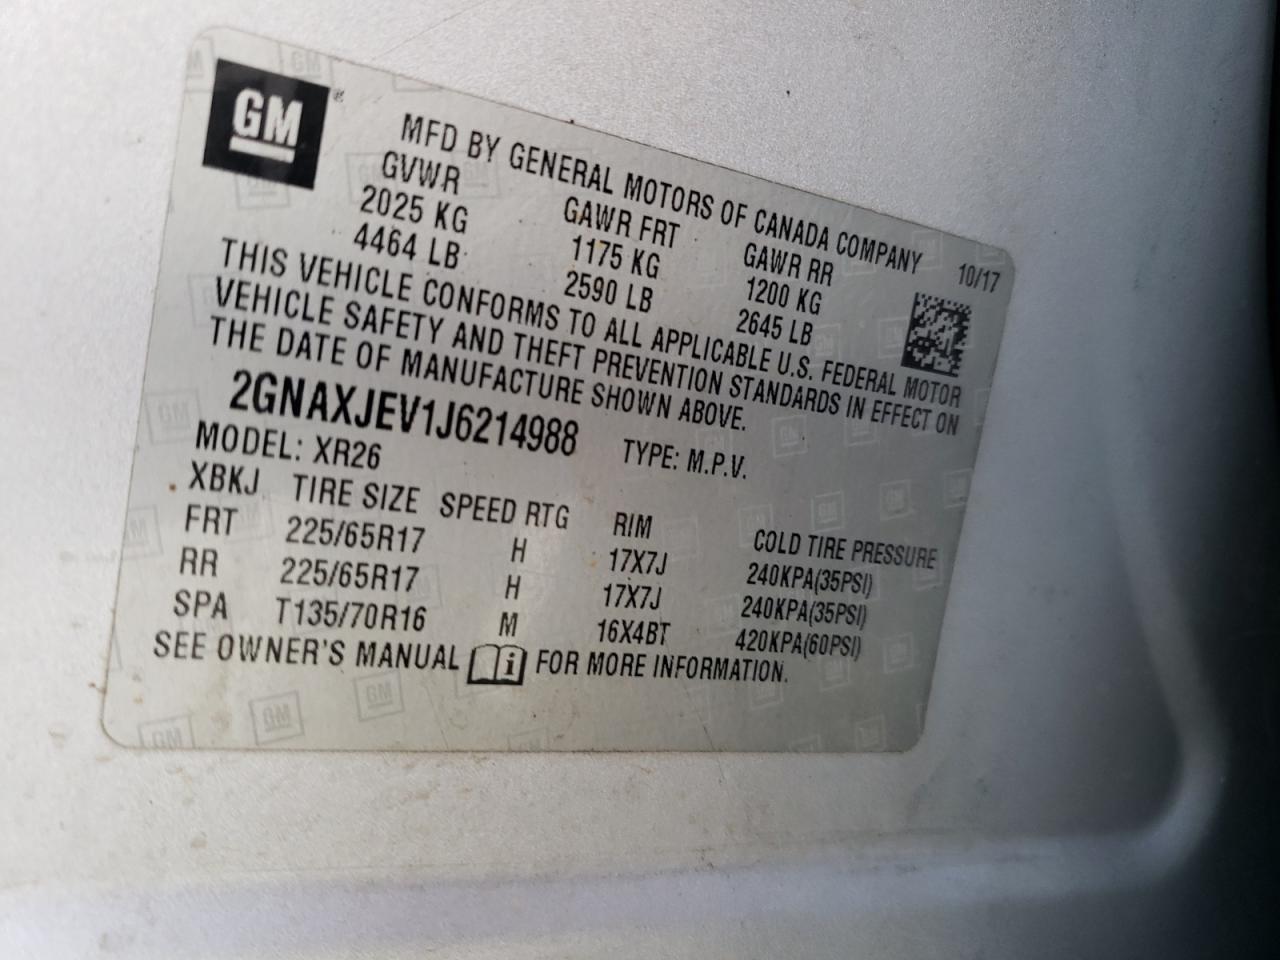 GM
MFD BY GENERAL MOTORS OF CANADA COMPANY 10/17
GVWR GAWR FRT GAWR RR
2025 KG 1175 KG 1200 KG
4464 LB 2590 LB 2645 LB
THIS VEHICLE CONFORMS TO ALL APPLICABLE U.S. FEDERAL MOTOR
VEHICLE SAFETY AND THEFT PREVENTION STANDARDS IN EFFECT ON
THE DATE OF MANUFACTURE SHOWN ABOVE.
2GNAXJEV1J6214988 TYPE: M.P.V.
MODEL: XR26
XBKJ TIRE SIZE SPEED RTG RIM COLD TIRE PRESSURE
FRT 225/65R17 H 17X7J 240KPA(35PSI)
RR 225/65R17 H 17X7J 240KPA(35PSI)
SPA T135/70R16 M 16X4BT 420KPA(60PSI)
SEE OWNER'S MANUAL i FOR MORE INFORMATION.